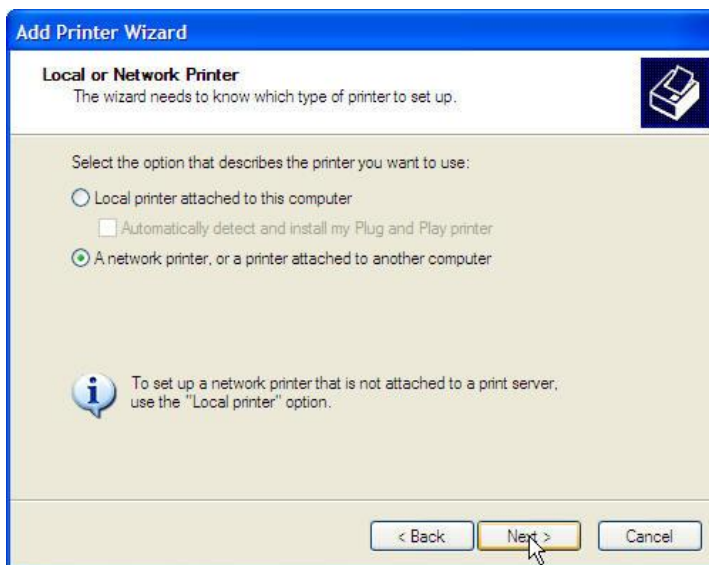 Add Printer Wizard
Local or Network Printer
The wizard needs to know which type of printer to set up.
Select the option that describes the printer you want to use:
Local printer attached to this computer
Automatically detect and install my Plug and Play printer
A network printer, or a printer attached to another computer
To set up a network printer that is not attached to a print server,
use the "Local printer" option.
< Back Next > Cancel